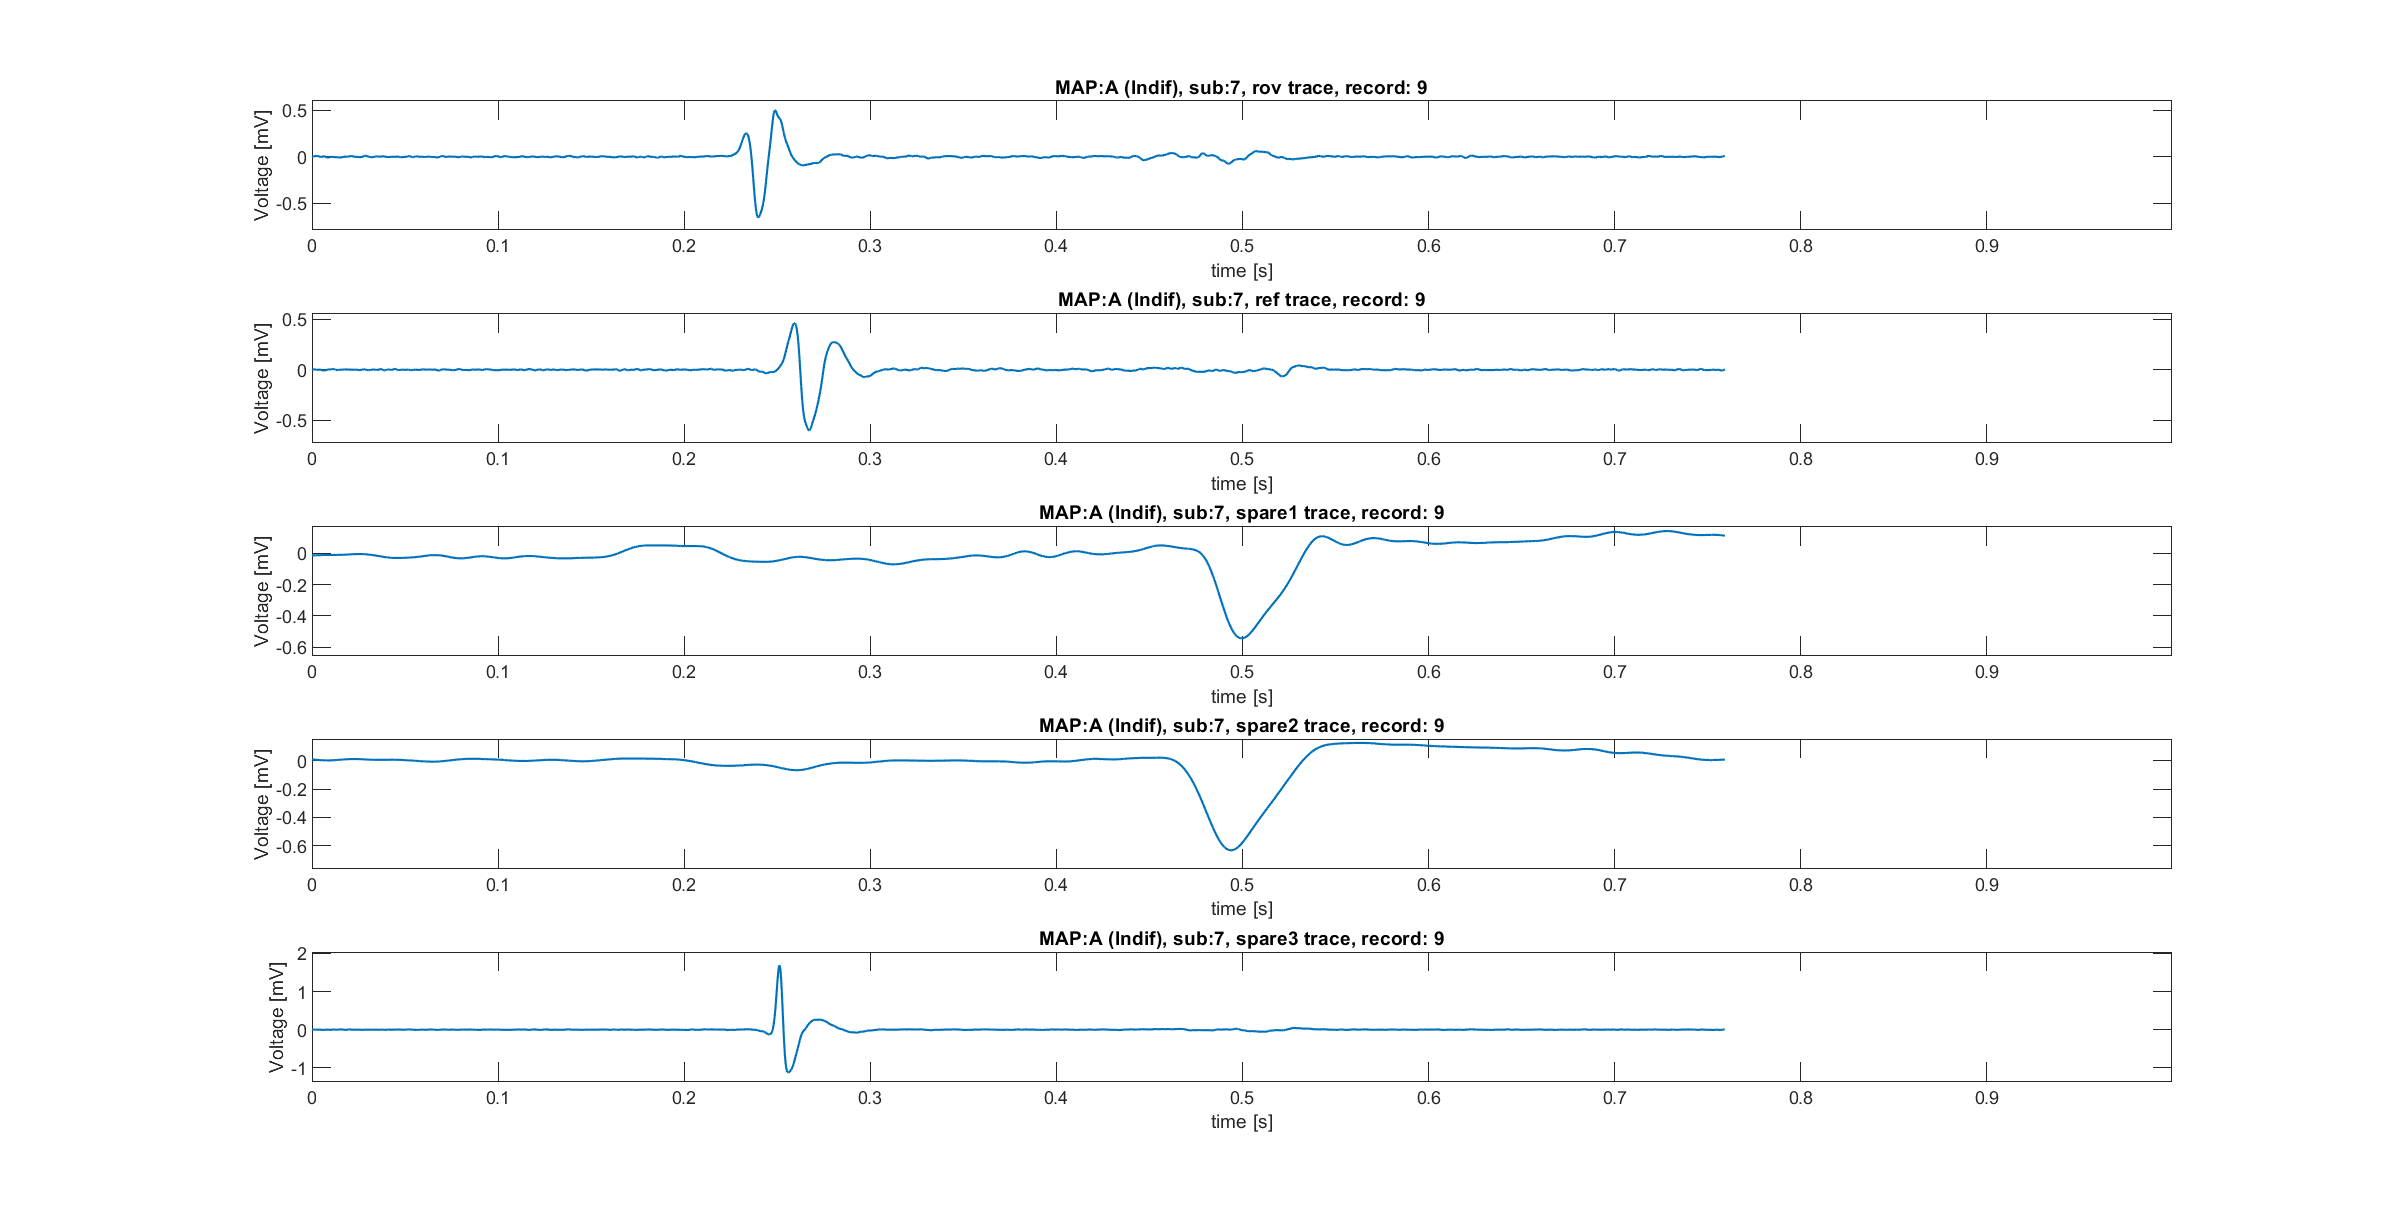 MAP:A (Indif), sub:7, rov trace, record: 9
Voltage [mV]
0.5
0
-0.5
0 0.1 0.2 0.3 0.4 0.5 0.6 0.7 0.8 0.9
time [s]
MAP:A (Indif), sub:7, ref trace, record: 9
Voltage [mV]
0.5
0
-0.5
0 0.1 0.2 0.3 0.4 0.5 0.6 0.7 0.8 0.9
time [s]
MAP:A (Indif), sub:7, spare1 trace, record: 9
Voltage [mV]
0
-0.2
-0.4
-0.6
0 0.1 0.2 0.3 0.4 0.5 0.6 0.7 0.8 0.9
time [s]
MAP:A (Indif), sub:7, spare2 trace, record: 9
Voltage [mV]
0
-0.2
-0.4
-0.6
0 0.1 0.2 0.3 0.4 0.5 0.6 0.7 0.8 0.9
time [s]
MAP:A (Indif), sub:7, spare3 trace, record: 9
Voltage [mV]
2
1
0
-1
0 0.1 0.2 0.3 0.4 0.5 0.6 0.7 0.8 0.9
time [s]